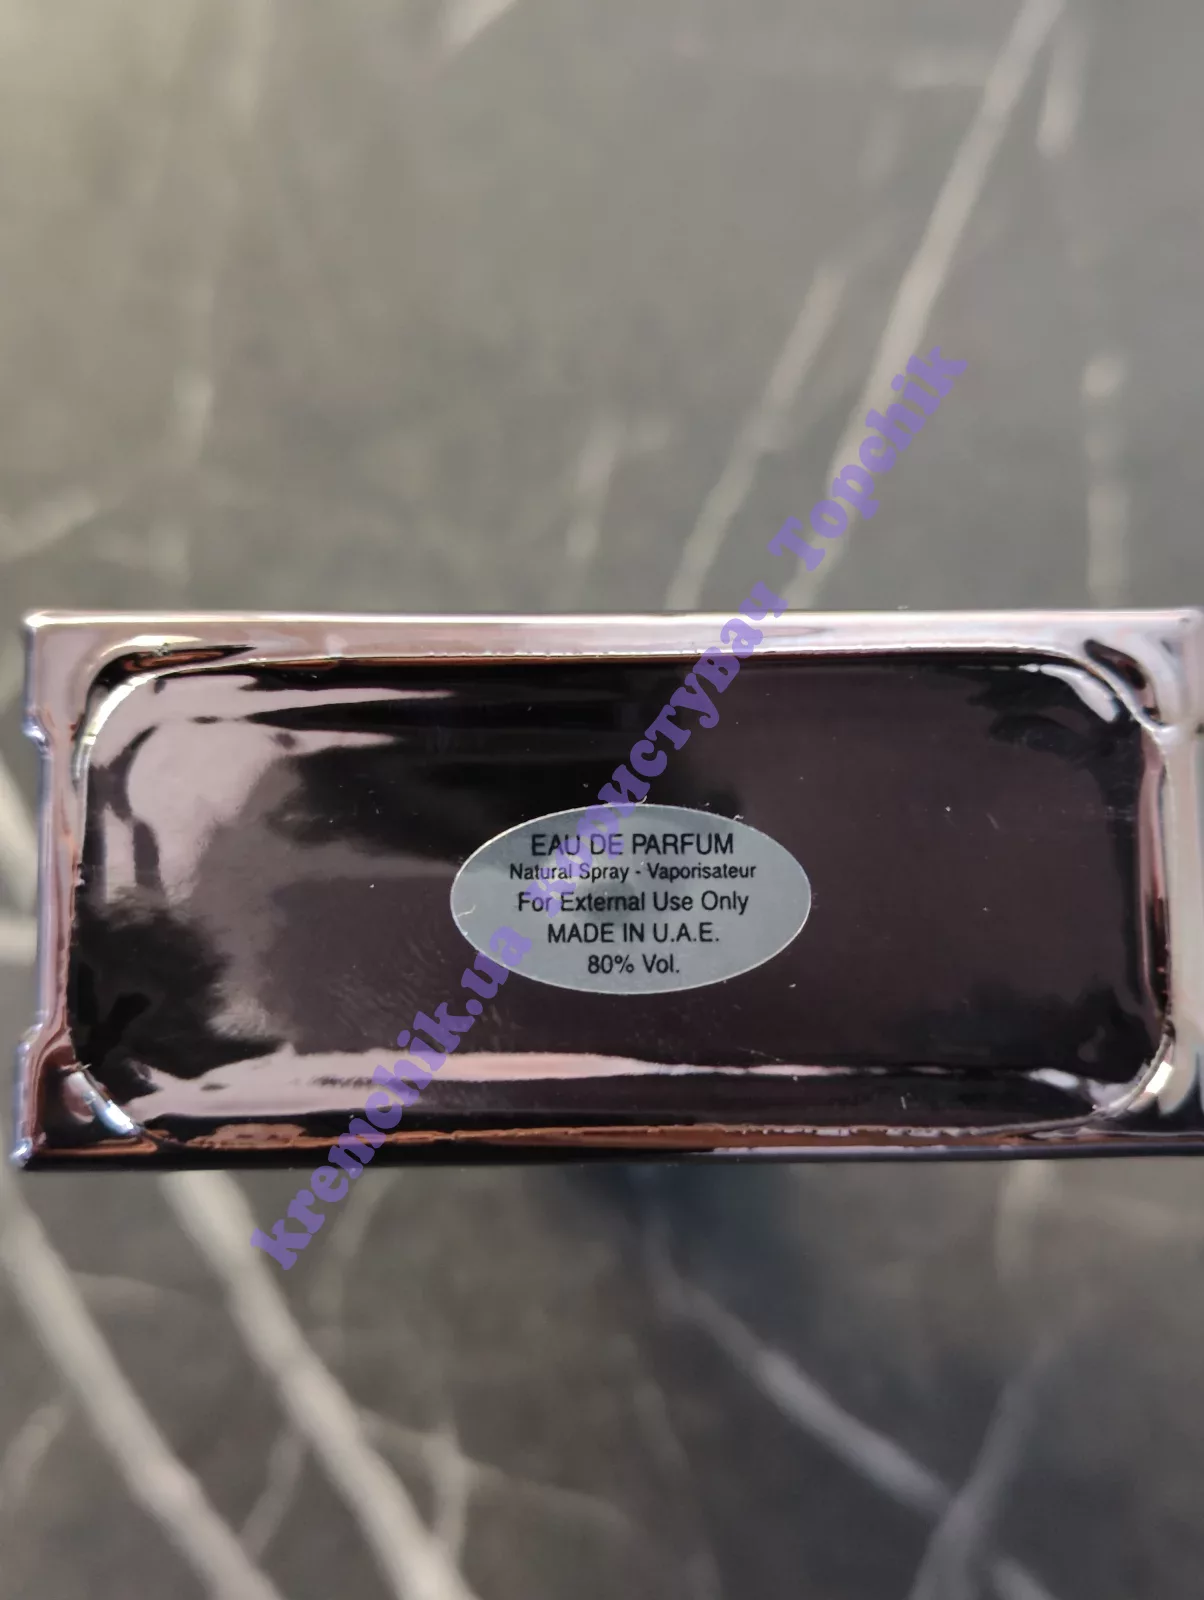 EAU DE PARFUM
Natural Spray - Vaporisateur
For External Use Only
MADE IN U.A.E.
80% Vol.
kremchik.ua користувач Topchik